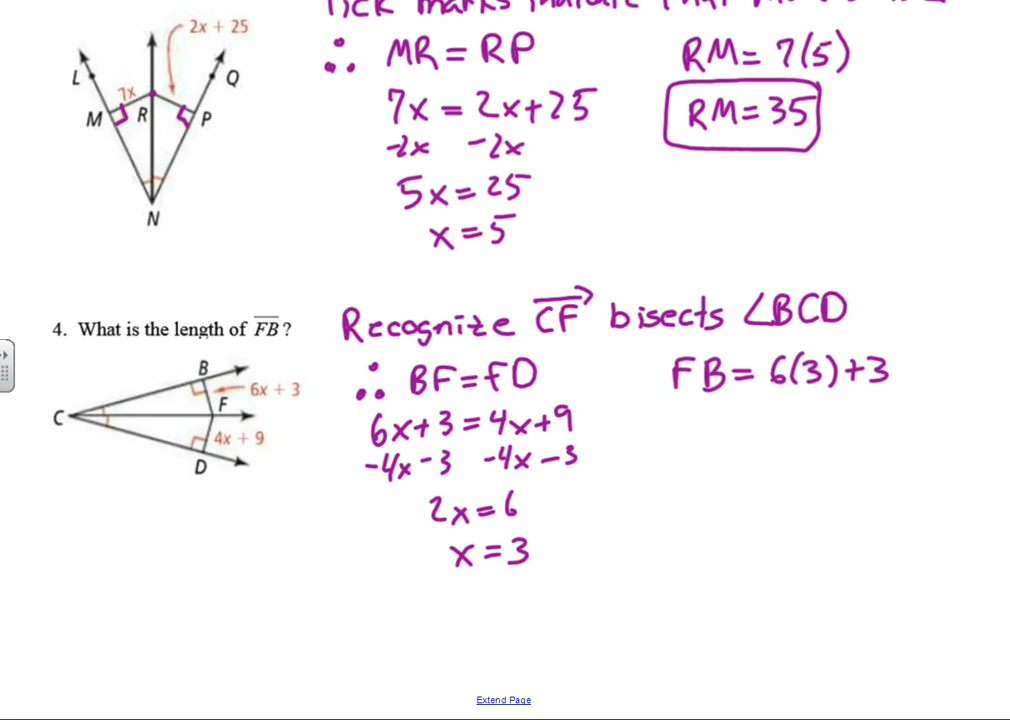 2x + 25
∴ MR = RP
RM = 7(5)
L
Q
7x
M
R
P
7x = 2x + 25
RM = 35
-2x -2x
5x = 25
N
x = 5
4. What is the length of FB?
Recognize CF bisects ∠BCD
B
6x + 3
∴ BF = FD
FB = 6(3)+3
C
F
6x+3 = 4x+9
4x + 9
-4x-3 -4x-3
D
2x = 6
x = 3
Extend Page